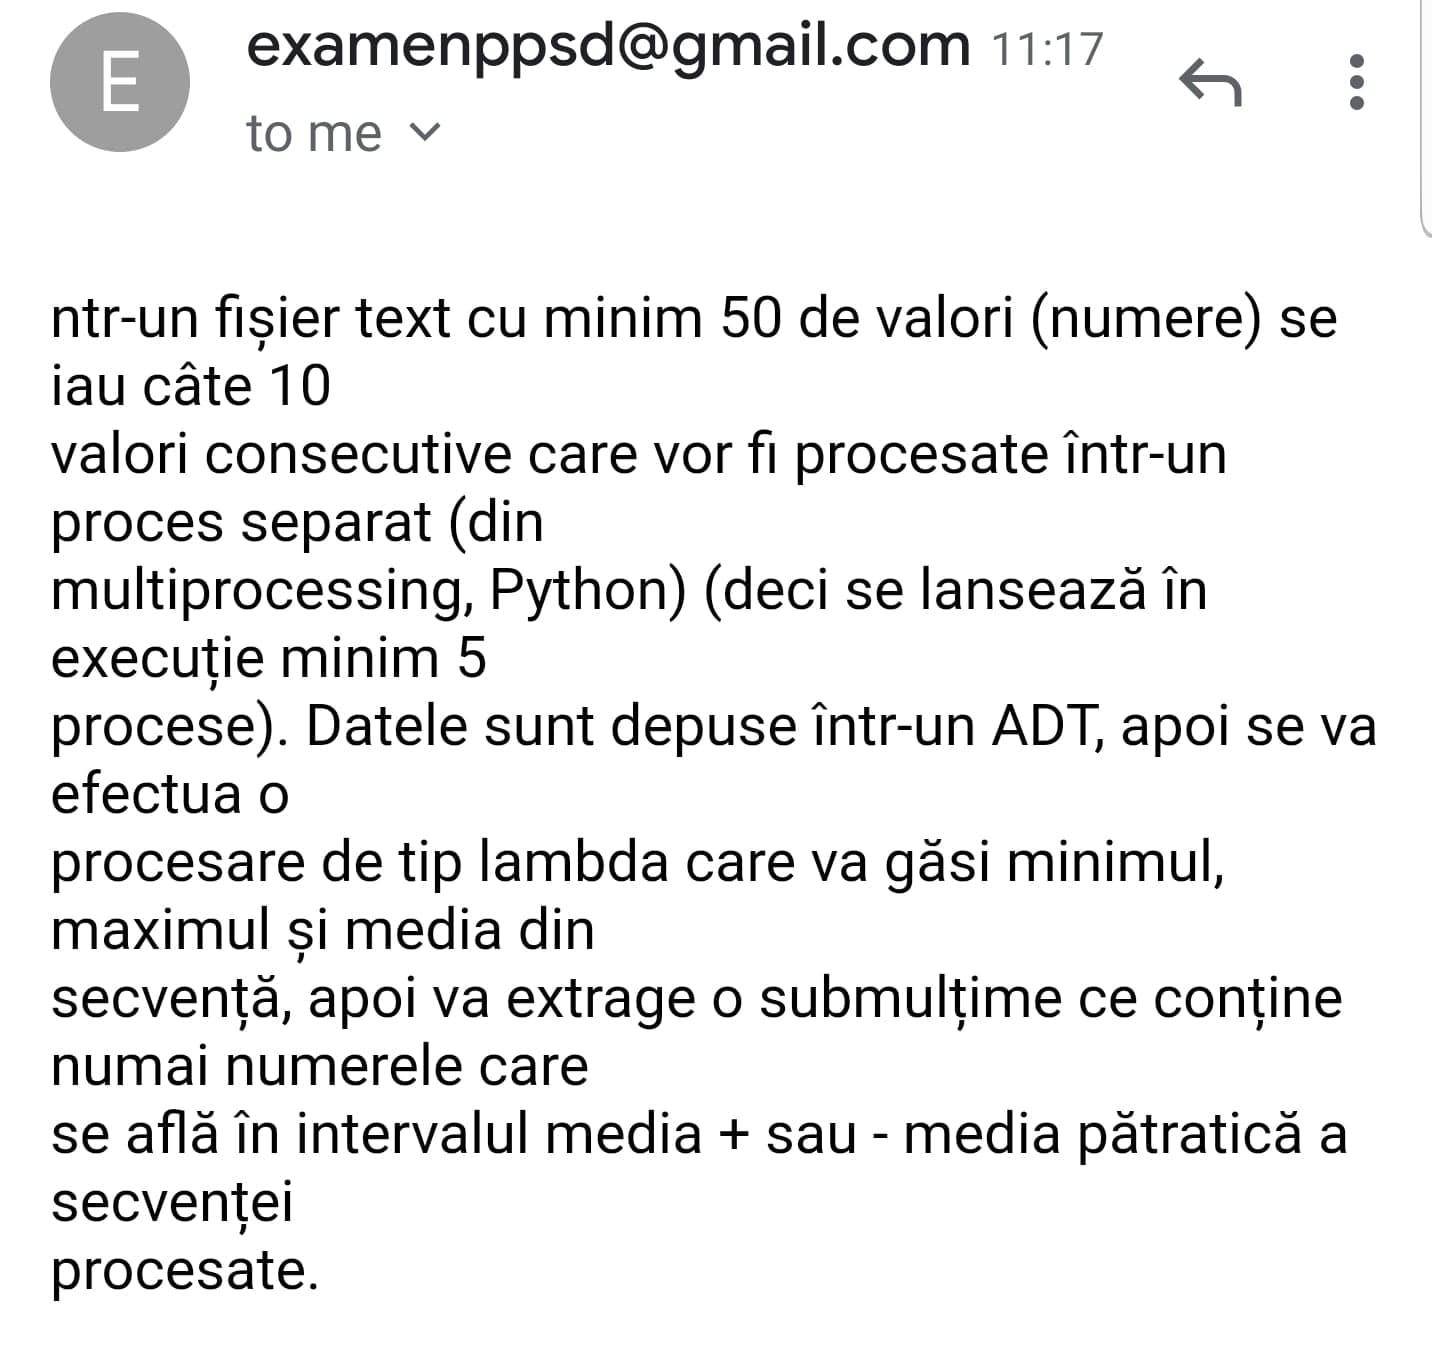 E
examenppsd@gmail.com 11:17
to me
ntr-un fișier text cu minim 50 de valori (numere) se
iau câte 10
valori consecutive care vor fi procesate într-un
proces separat (din
multiprocessing, Python) (deci se lansează în
execuție minim 5
procese). Datele sunt depuse într-un ADT, apoi se va
efectua o
procesare de tip lambda care va găsi minimul,
maximul și media din
secvență, apoi va extrage o submulțime ce conține
numai numerele care
se află în intervalul media + sau - media pătratică a
secvenței
procesate.